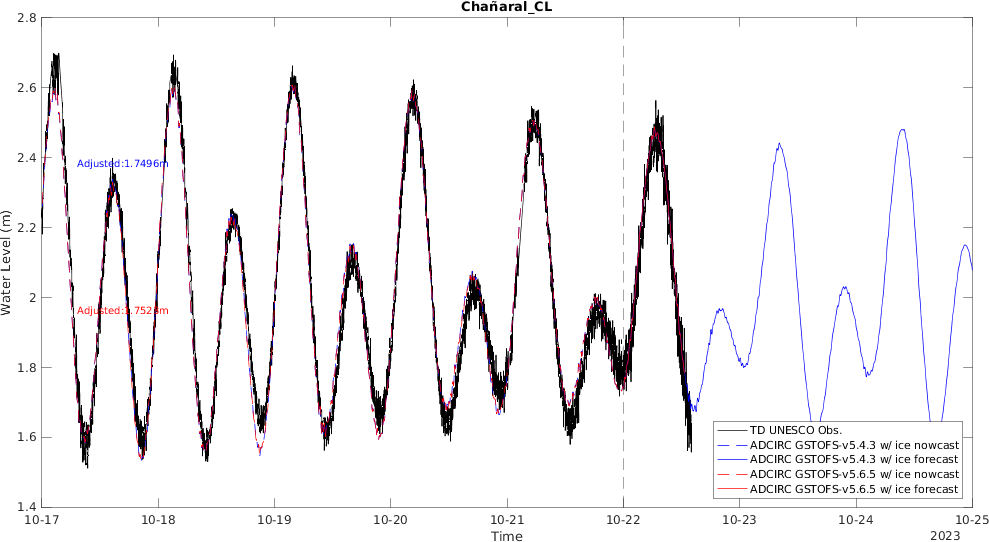 Chañaral_CL
2.8
2.6
2.4
2.2
2
1.8
1.6
1.4
Water Level (m)
Adjusted:1.7496m
Adjusted:1.7526m
TD UNESCO Obs.
ADCIRC GSTOFS-v5.4.3 w/ ice nowcast
ADCIRC GSTOFS-v5.4.3 w/ ice forecast
ADCIRC GSTOFS-v5.6.5 w/ ice nowcast
ADCIRC GSTOFS-v5.6.5 w/ ice forecast
10-17 10-18 10-19 10-20 10-21 10-22 10-23 10-24 10-25
Time
2023